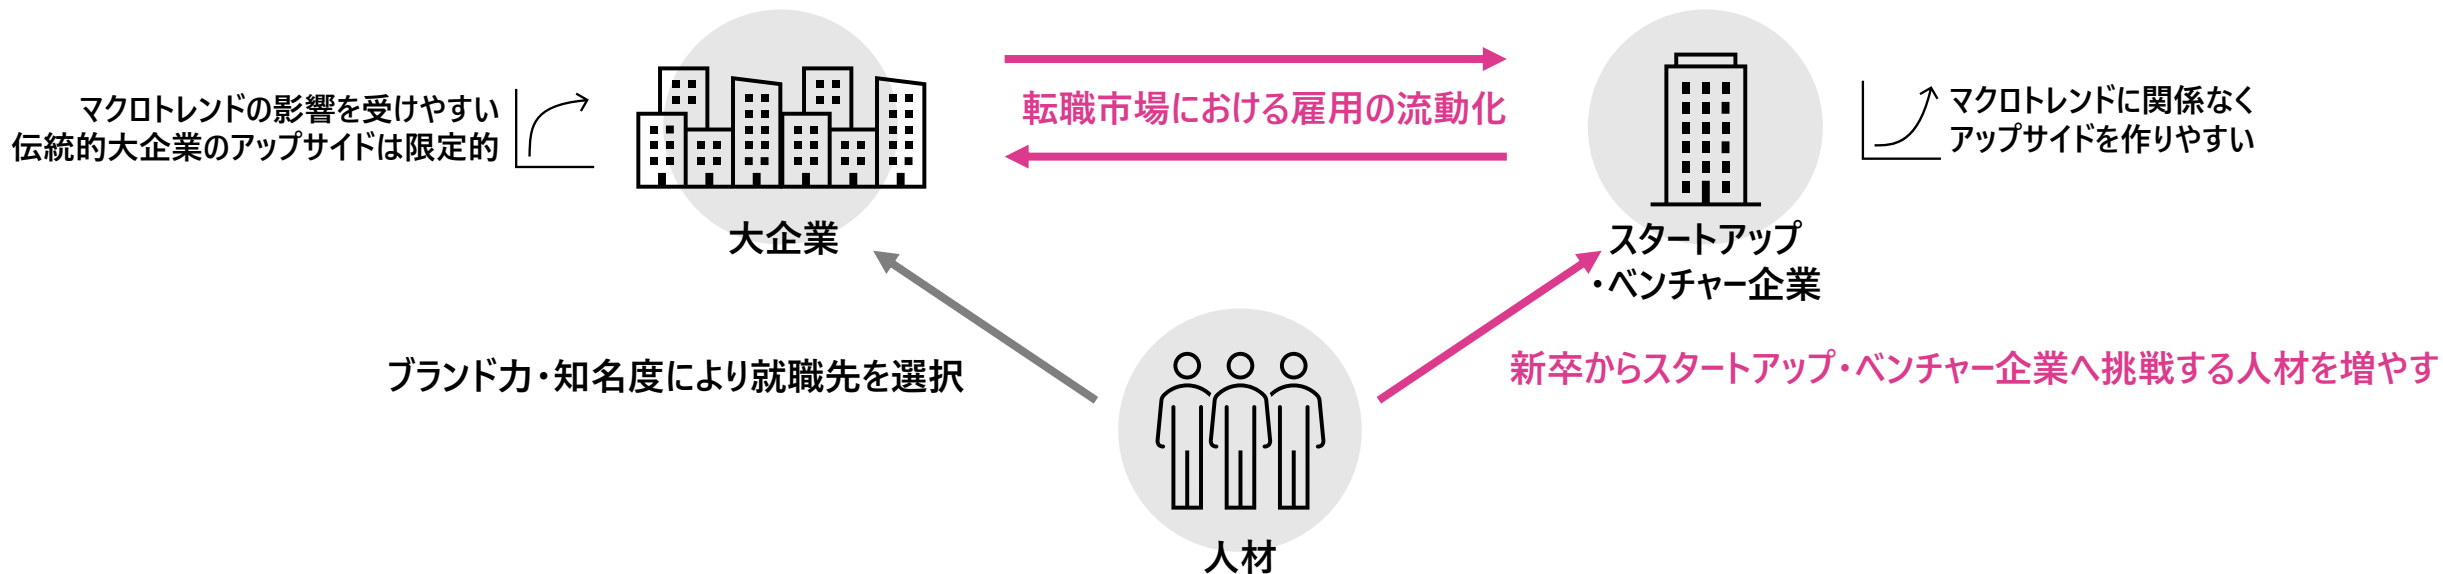 マクロトレンドの影響を受けやすい
伝統的大企業のアップサイドは限定的
大企業
転職市場における雇用の流動化
スタートアップ
・ベンチャー企業
マクロトレンドに関係なく
アップサイドを作りやすい
ブランド力・知名度により就職先を選択
新卒からスタートアップ・ベンチャー企業へ挑戦する人材を増やす
人材